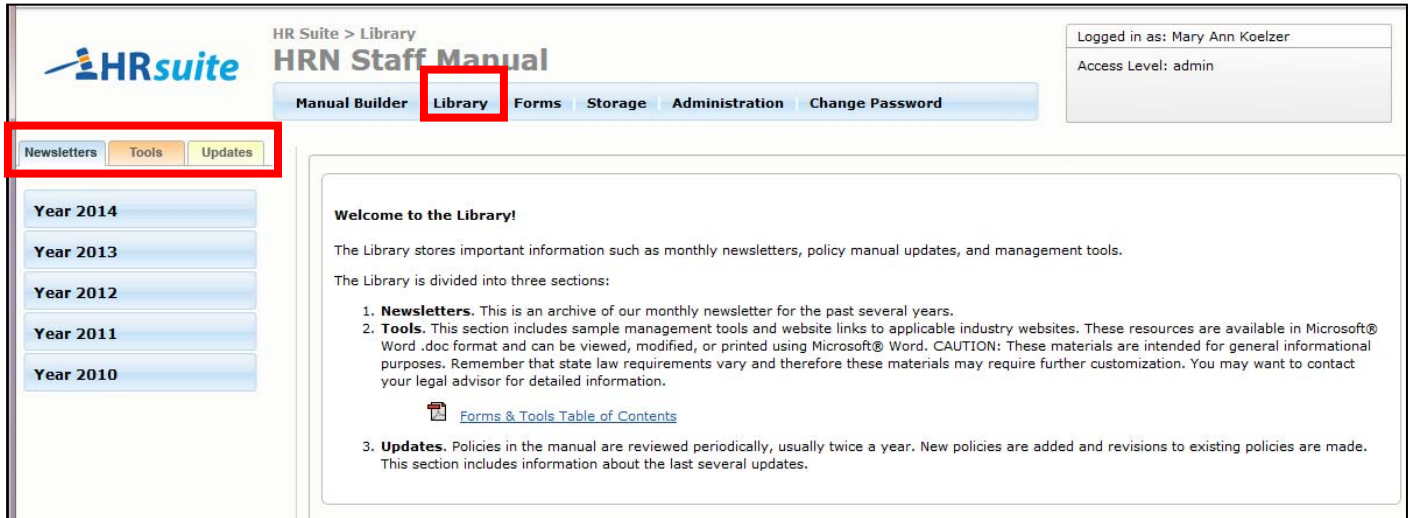 HRsuite
HR Suite > Library
HRN Staff Manual
Logged in as: Mary Ann Koelzer
Access Level: admin
Manual Builder Library Forms Storage Administration Change Password
Newsletters Tools Updates
Year 2014
Year 2013
Year 2012
Year 2011
Year 2010
Welcome to the Library!
The Library stores important information such as monthly newsletters, policy manual updates, and management tools.
The Library is divided into three sections:
1. Newsletters. This is an archive of our monthly newsletter for the past several years.
2. Tools. This section includes sample management tools and website links to applicable industry websites. These resources are available in Microsoft®
Word .doc format and can be viewed, modified, or printed using Microsoft® Word. CAUTION: These materials are intended for general informational
purposes. Remember that state law requirements vary and therefore these materials may require further customization. You may want to contact
your legal advisor for detailed information.
Forms & Tools Table of Contents
3. Updates. Policies in the manual are reviewed periodically, usually twice a year. New policies are added and revisions to existing policies are made.
This section includes information about the last several updates.